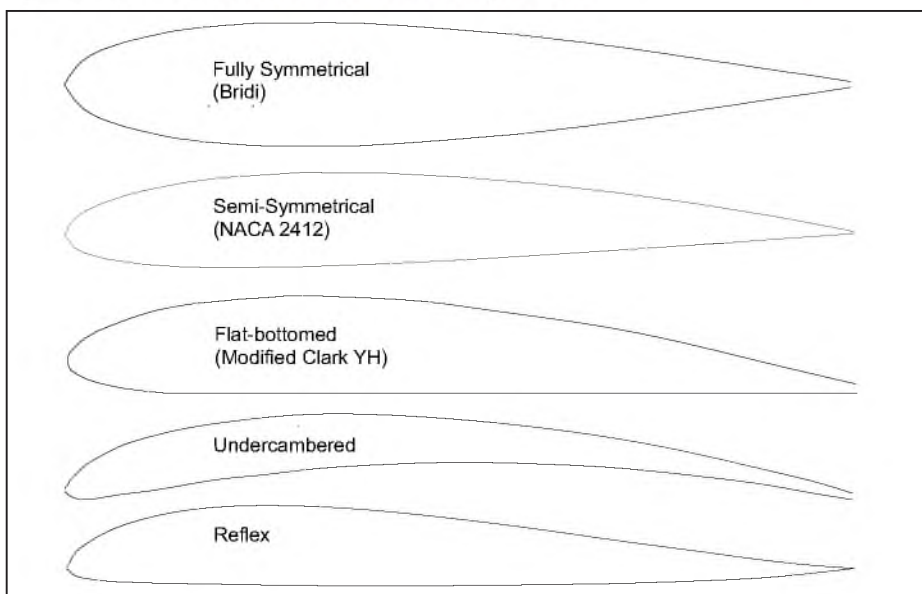 Fully Symmetrical
(Bridi)
Semi-Symmetrical
(NACA 2412)
Flat-bottomed
(Modified Clark YH)
Undercambered
Reflex